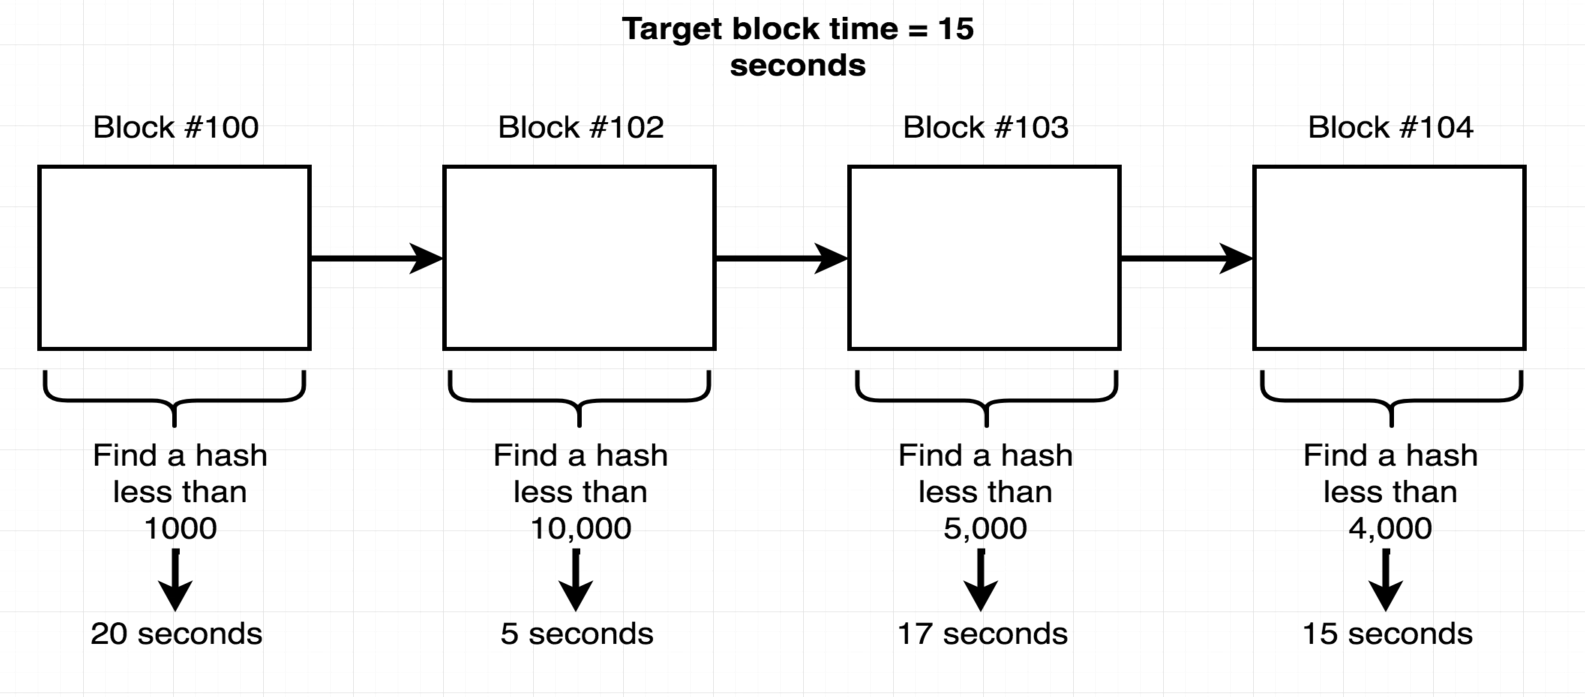 Target block time = 15
seconds
Block #100
Block #102
Block #103
Block #104
Find a hash
less than
1000
20 seconds
Find a hash
less than
10,000
5 seconds
Find a hash
less than
5,000
17 seconds
Find a hash
less than
4,000
15 seconds